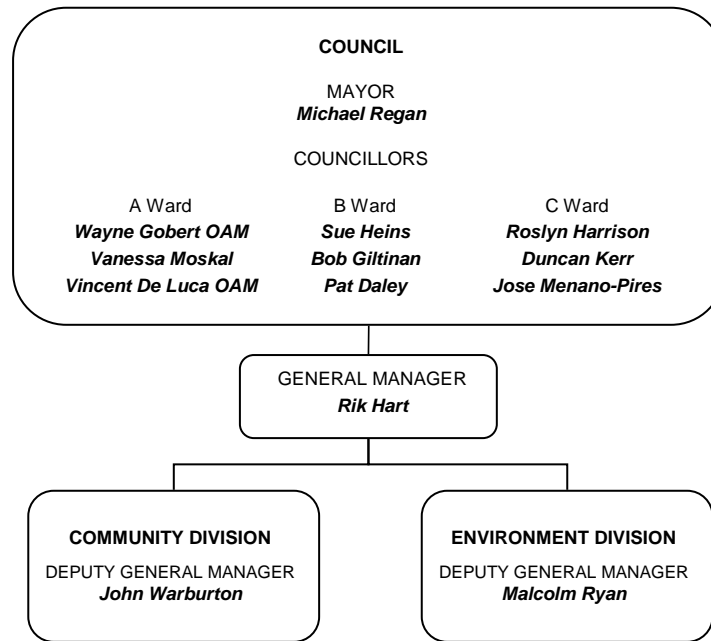 COUNCIL
MAYOR
Michael Regan
COUNCILLORS
A Ward
Wayne Gobert OAM
Vanessa Moskal
Vincent De Luca OAM
B Ward
Sue Heins
Bob Giltinan
Pat Daley
C Ward
Roslyn Harrison
Duncan Kerr
Jose Menano-Pires
GENERAL MANAGER
Rik Hart
COMMUNITY DIVISION
DEPUTY GENERAL MANAGER
John Warburton
ENVIRONMENT DIVISION
DEPUTY GENERAL MANAGER
Malcolm Ryan